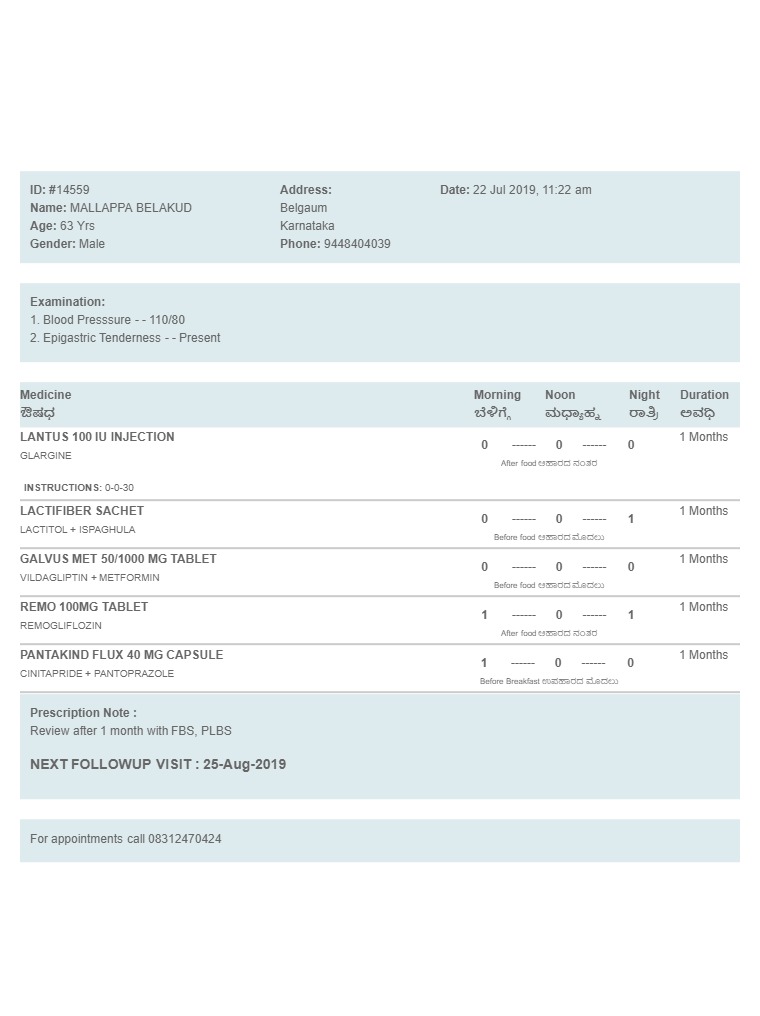 ID: #14559
Name: MALLAPPA BELAKUD
Age: 63 Yrs
Gender: Male
Address:
Belgaum
Karnataka
Phone: 9448404039
Date: 22 Jul 2019, 11:22 am
Examination:
1. Blood Presssure - - 110/80
2. Epigastric Tenderness - - Present
Medicine Morning Noon Night Duration
ಔಷಧ ಬೆಳಿಗ್ಗೆ ಮಧ್ಯಾಹ್ನ ರಾತ್ರಿ ಅವಧಿ
LANTUS 100 IU INJECTION 0 ------ 0 ------ 0 1 Months
GLARGINE After food ಆಹಾರದ ನಂತರ
INSTRUCTIONS: 0-0-30
LACTIFIBER SACHET 0 ------ 0 ------ 1 1 Months
LACTITOL + ISPAGHULA Before food ಆಹಾರದ ಮೊದಲು
GALVUS MET 50/1000 MG TABLET 0 ------ 0 ------ 0 1 Months
VILDAGLIPTIN + METFORMIN Before food ಆಹಾರದ ಮೊದಲು
REMO 100MG TABLET 1 ------ 0 ------ 1 1 Months
REMOGLIFLOZIN After food ಆಹಾರದ ನಂತರ
PANTAKIND FLUX 40 MG CAPSULE 1 ------ 0 ------ 0 1 Months
CINITAPRIDE + PANTOPRAZOLE Before Breakfast ಉಪಹಾರದ ಮೊದಲು
Prescription Note :
Review after 1 month with FBS, PLBS
NEXT FOLLOWUP VISIT : 25-Aug-2019
For appointments call 08312470424